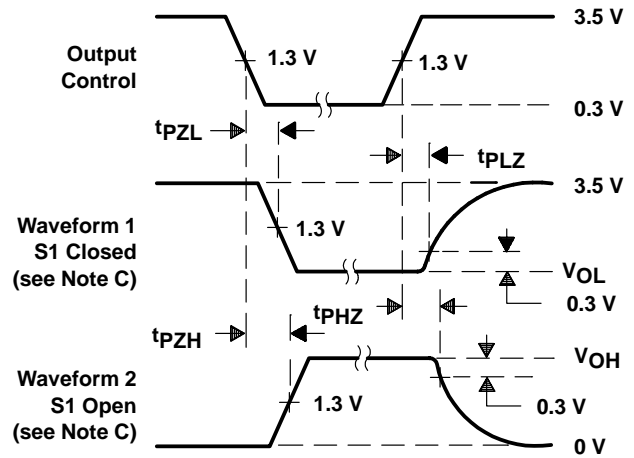 3.5 V
Output
Control
1.3 V
1.3 V
0.3 V
tPZL
tPLZ
3.5 V
Waveform 1
S1 Closed
(see Note C)
1.3 V
VOL
0.3 V
tPZH
tPHZ
VOH
Waveform 2
S1 Open
(see Note C)
1.3 V
0.3 V
0 V